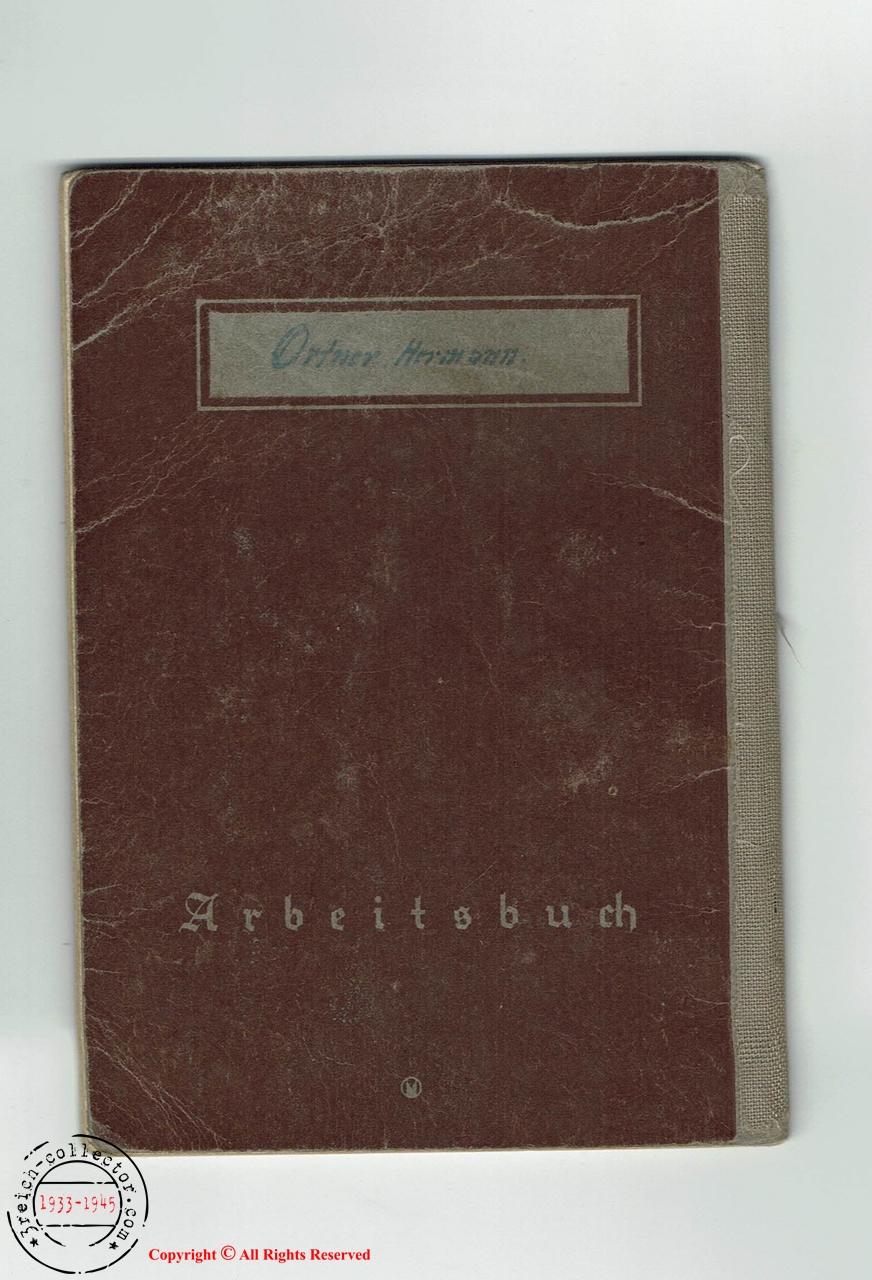 Ortner Hermann.
Arbeitsbuch
3reich-collector.com
1933-1945
Copyright © All Rights Reserved